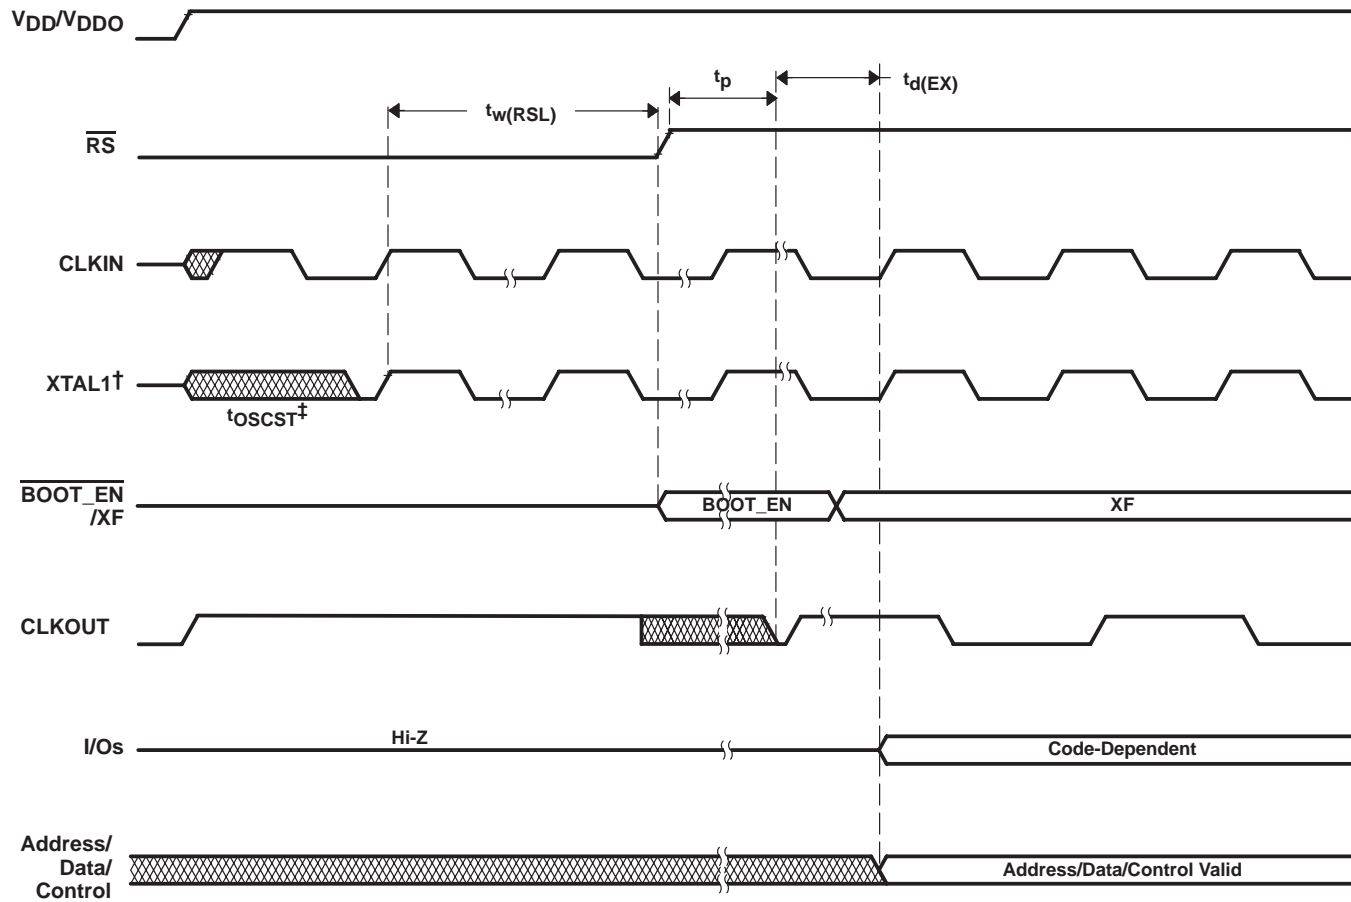 VDD/VDDO
tp
td(EX)
tw(RSL)
RS
CLKIN
XTAL1†
tOSCST‡
BOOT_EN
/XF
BOOT_EN
XF
CLKOUT
I/Os
Hi-Z
Code-Dependent
Address/
Data/
Control
Address/Data/Control Valid